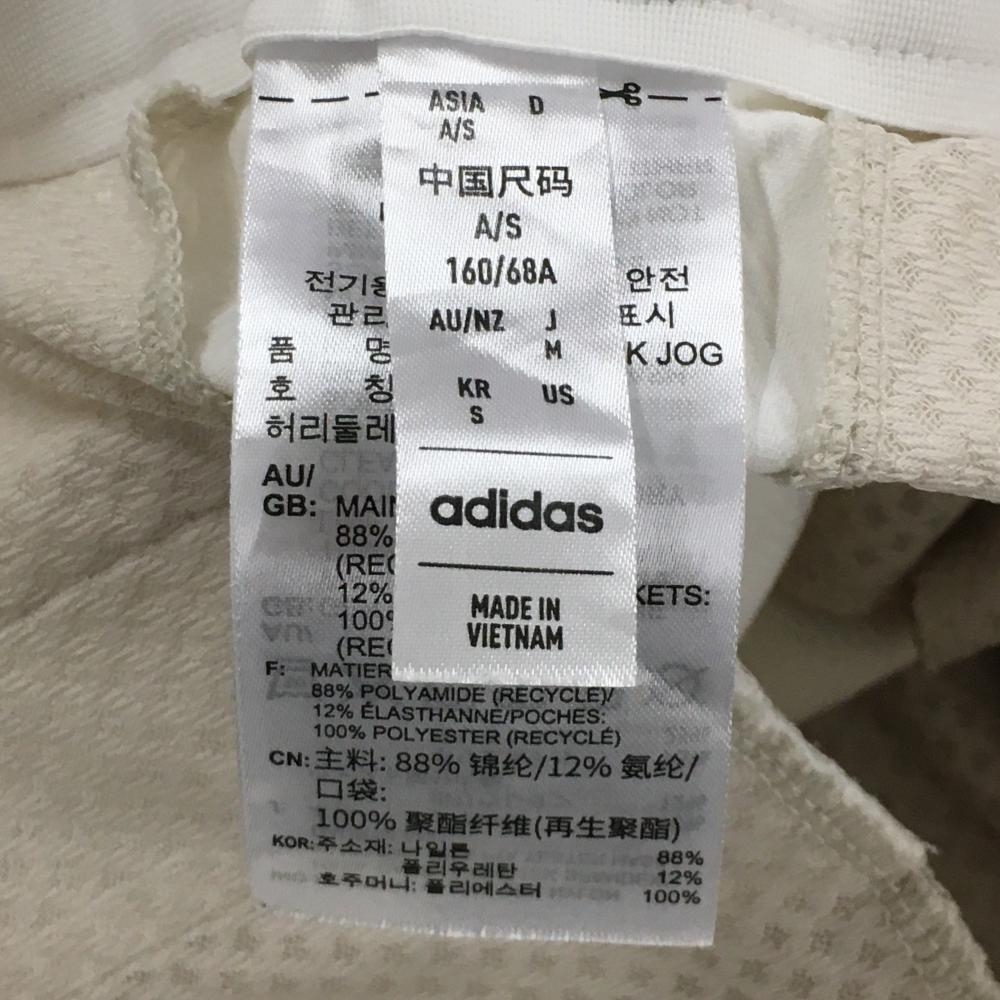 ASIA D
A/S
中国尺码
A/S
160/68A
AU/NZ J
M
KR US
S
adidas
MADE IN
VIETNAM
전기용 안전
관리 표시
품 명 K JOG
호 칭
허리둘레
AU/
GB: MAIN
88%
(REC
12% KETS:
100%
(REC
F: MATIER
88% POLYAMIDE (RECYCLE)/
12% ÉLASTHANNE/POCHES:
100% POLYESTER (RECYCLÉ)
CN: 主料: 88% 锦纶/12% 氨纶/
口袋:
100% 聚酯纤维(再生聚酯)
KOR: 주소재: 나일론 88%
폴리우레탄 12%
호주머니: 폴리에스터 100%